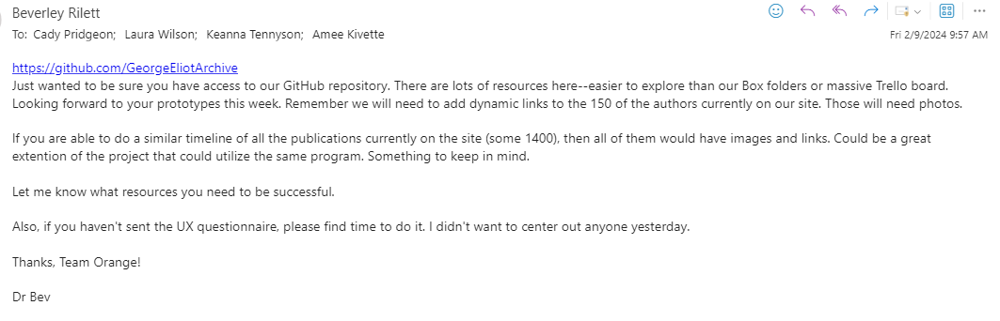 Beverley Rilett
To: Cady Pridgeon; Laura Wilson; Keanna Tennyson; Amee Kivette
Fri 2/9/2024 9:57 AM
https://github.com/GeorgeEliotArchive
Just wanted to be sure you have access to our GitHub repository. There are lots of resources here--easier to explore than our Box folders or massive Trello board.
Looking forward to your prototypes this week. Remember we will need to add dynamic links to the 150 of the authors currently on our site. Those will need photos.
If you are able to do a similar timeline of all the publications currently on the site (some 1400), then all of them would have images and links. Could be a great
extention of the project that could utilize the same program. Something to keep in mind.
Let me know what resources you need to be successful.
Also, if you haven't sent the UX questionnaire, please find time to do it. I didn't want to center out anyone yesterday.
Thanks, Team Orange!
Dr Bev